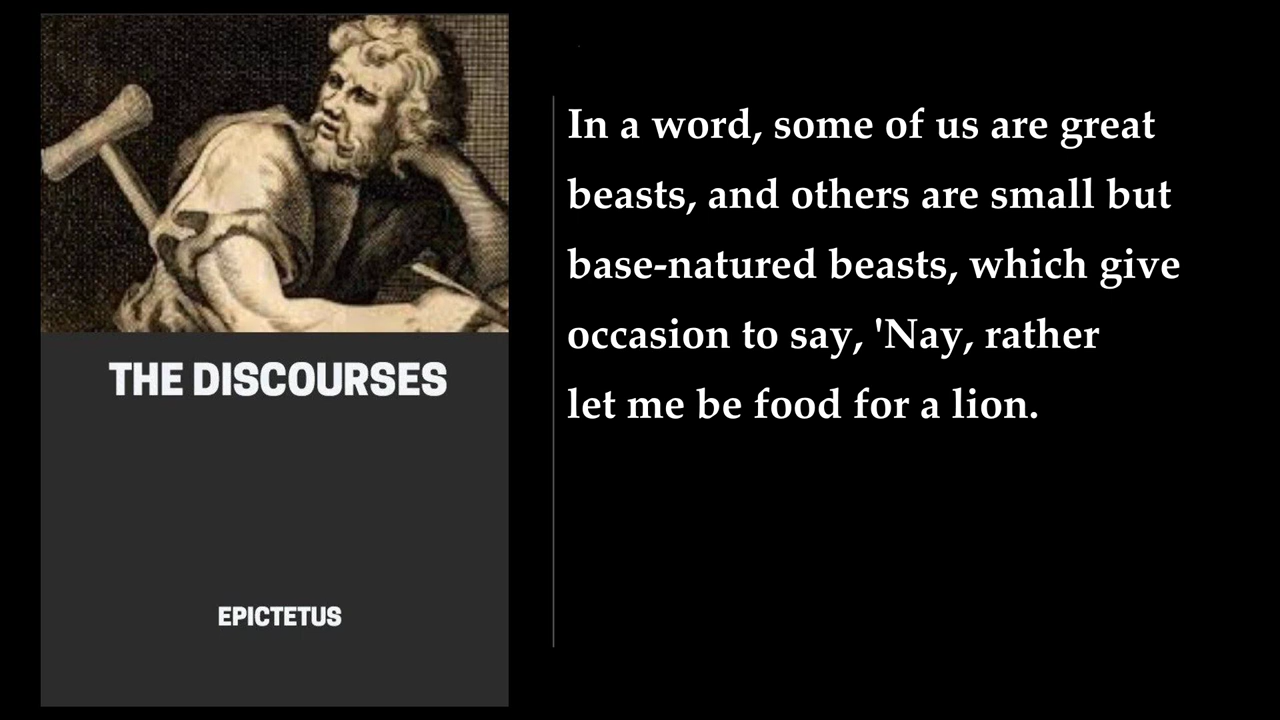 THE DISCOURSES
EPICTETUS
In a word, some of us are great
beasts, and others are small but
base-natured beasts, which give
occasion to say, 'Nay, rather
let me be food for a lion.